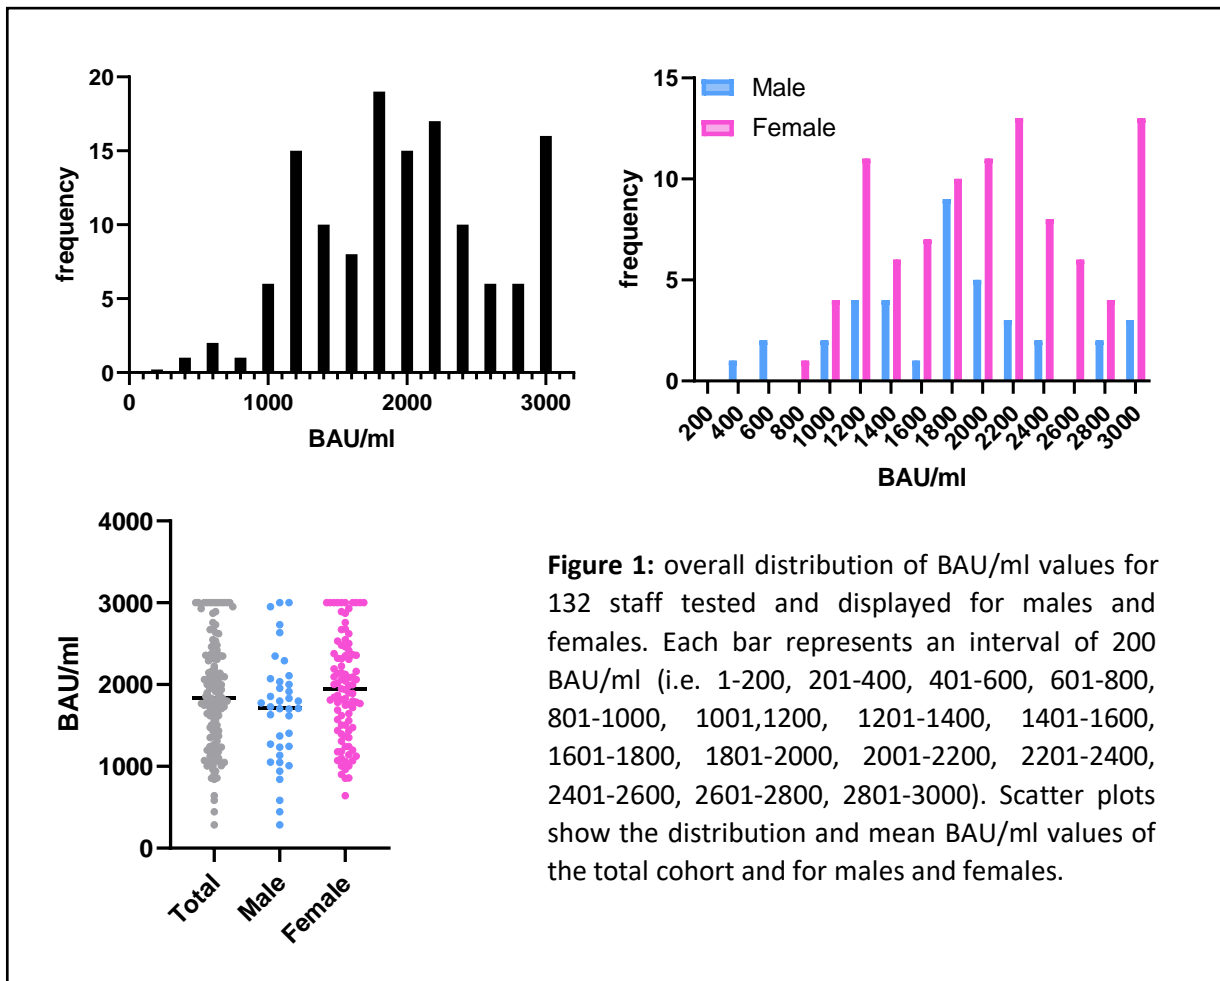 20
15
10
5
0
frequency
0
1000
2000
3000
BAU/ml
15
10
5
0
frequency
Male
Female
200
400
600
800
1000
1200
1400
1600
1800
2000
2200
2400
2600
2800
3000
BAU/ml
4000
3000
2000
1000
0
BAU/ml
Total
Male
Female
Figure 1: overall distribution of BAU/ml values for
132 staff tested and displayed for males and
females. Each bar represents an interval of 200
BAU/ml (i.e. 1-200, 201-400, 401-600, 601-800,
801-1000, 1001,1200, 1201-1400, 1401-1600,
1601-1800, 1801-2000, 2001-2200, 2201-2400,
2401-2600, 2601-2800, 2801-3000). Scatter plots
show the distribution and mean BAU/ml values of
the total cohort and for males and females.